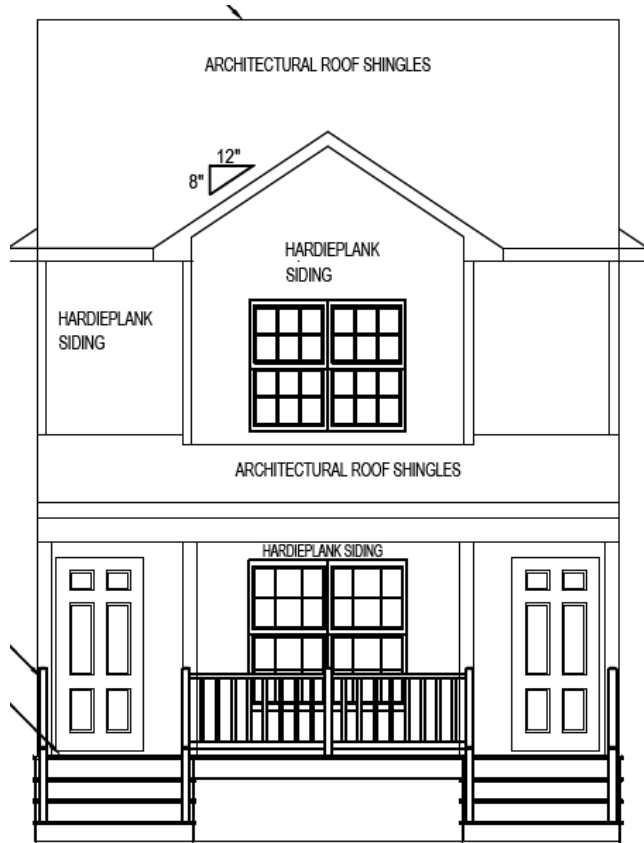 ARCHITECTURAL ROOF SHINGLES
12"
8"
HARDIEPLANK
SIDING
HARDIEPLANK
SIDING
ARCHITECTURAL ROOF SHINGLES
HARDIEPLANK SIDING